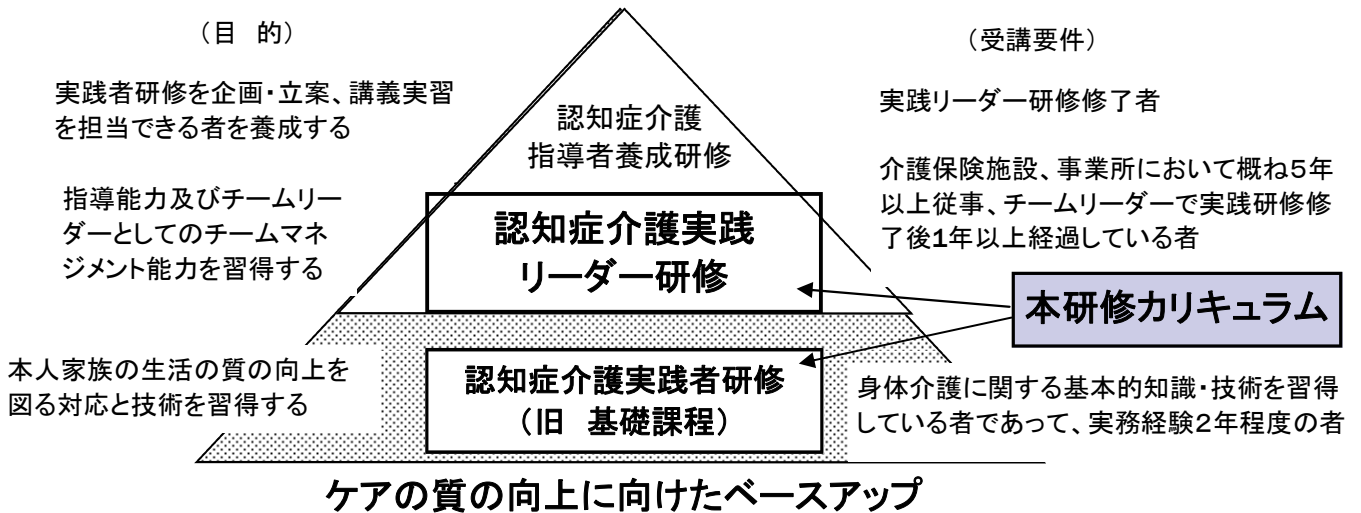 （目　的）
実践者研修を企画・立案、講義実習
を担当できる者を養成する
指導能力及びチームリー
ダーとしてのチームマネ
ジメント能力を習得する
本人家族の生活の質の向上を
図る対応と技術を習得する
認知症介護
指導者養成研修
認知症介護実践
リーダー研修
認知症介護実践者研修
（旧　基礎課程）
（受講要件）
実践リーダー研修修了者
介護保険施設、事業所において概ね５年
以上従事、チームリーダーで実践研修修
了後1年以上経過している者
本研修カリキュラム
身体介護に関する基本的知識・技術を習得
している者であって、実務経験２年程度の者
ケアの質の向上に向けたベースアップ